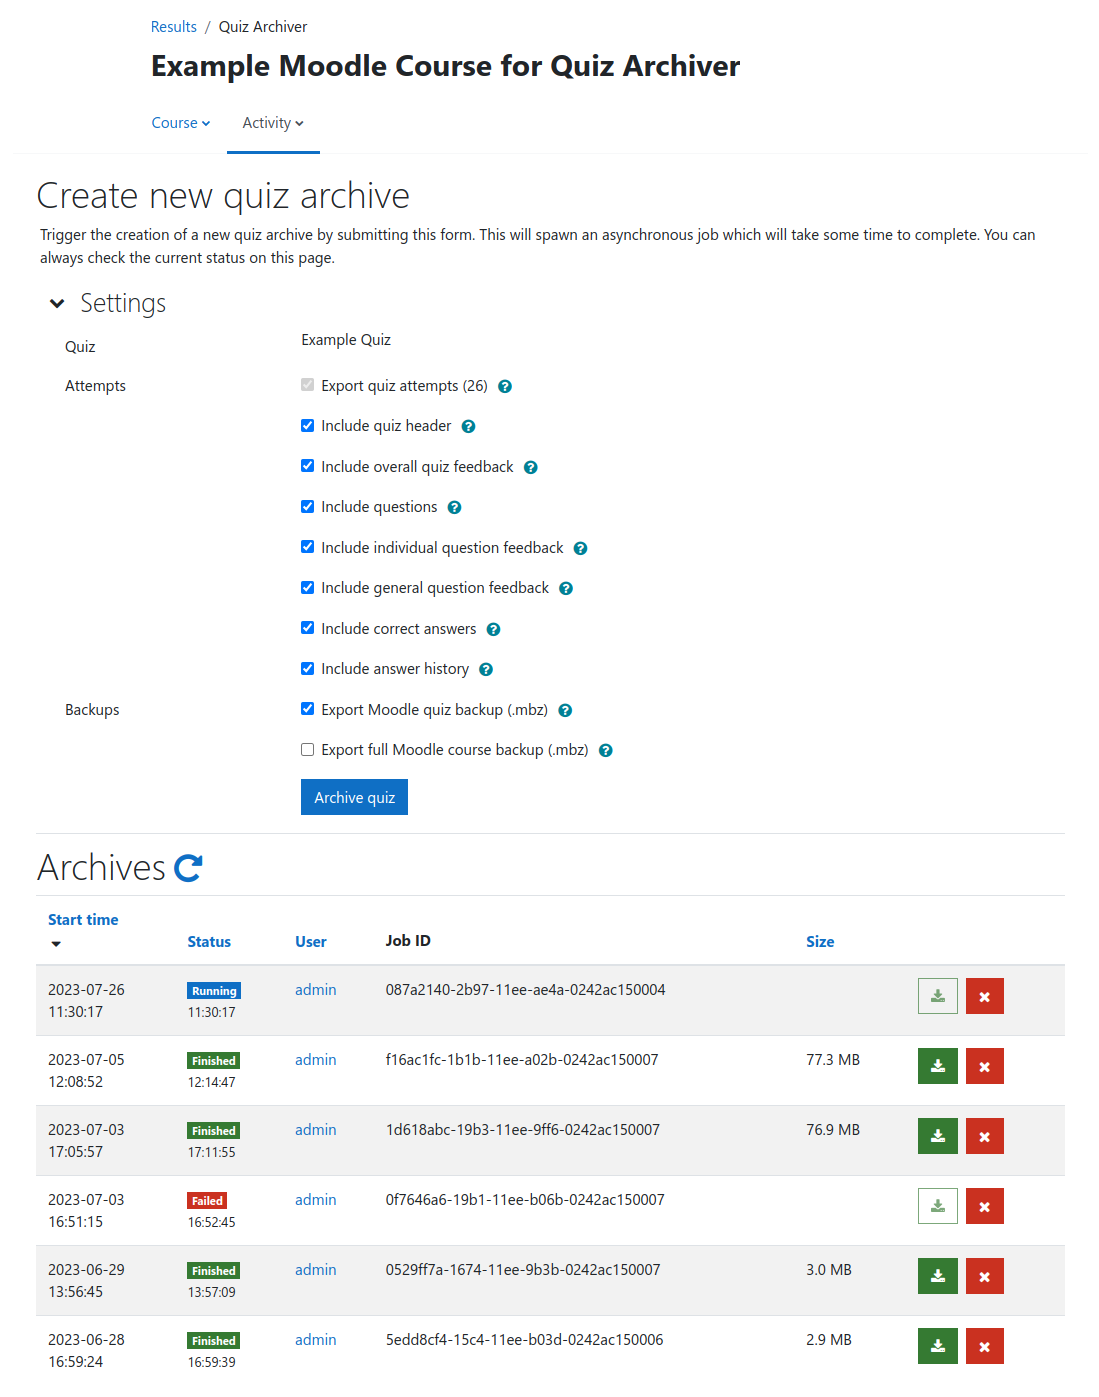 Results / Quiz Archiver
Example Moodle Course for Quiz Archiver
Course Activity
Create new quiz archive
Trigger the creation of a new quiz archive by submitting this form. This will spawn an asynchronous job which will take some time to complete. You can
always check the current status on this page.
Settings
Quiz Example Quiz
Attempts Export quiz attempts (26)
Include quiz header
Include overall quiz feedback
Include questions
Include individual question feedback
Include general question feedback
Include correct answers
Include answer history
Backups Export Moodle quiz backup (.mbz)
Export full Moodle course backup (.mbz)
Archive quiz
Archives
Start time
Status User Job ID Size
2023-07-26 Running admin 087a2140-2b97-11ee-ae4a-0242ac150004
11:30:17 11:30:17
2023-07-05 Finished admin f16ac1fc-1b1b-11ee-a02b-0242ac150007 77.3 MB
12:08:52 12:14:47
2023-07-03 Finished admin 1d618abc-19b3-11ee-9ff6-0242ac150007 76.9 MB
17:05:57 17:11:55
2023-07-03 Failed admin 0f7646a6-19b1-11ee-b06b-0242ac150007
16:51:15 16:52:45
2023-06-29 Finished admin 0529ff7a-1674-11ee-9b3b-0242ac150007 3.0 MB
13:56:45 13:57:09
2023-06-28 Finished admin 5edd8cf4-15c4-11ee-b03d-0242ac150006 2.9 MB
16:59:24 16:59:39